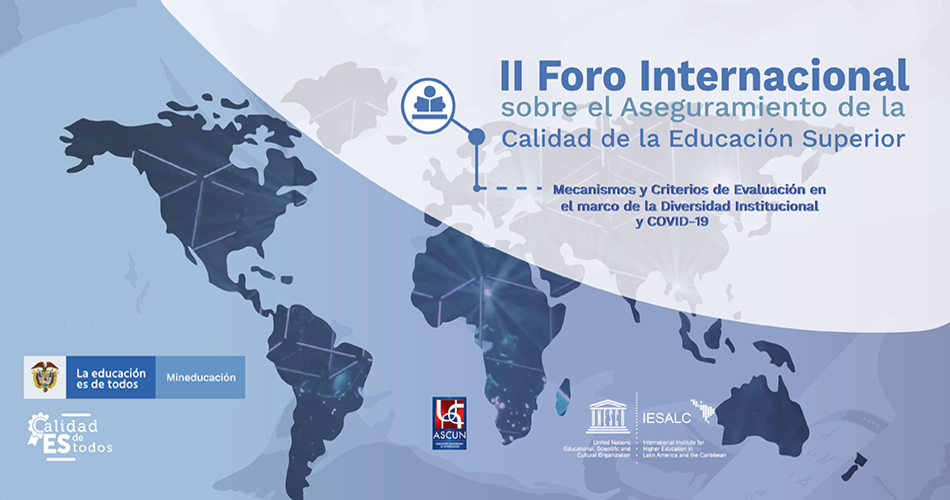 II Foro Internacional
sobre el Aseguramiento de la
Calidad de la Educación Superior
Mecanismos y Criterios de Evaluación en
el marco de la Diversidad Institucional
y COVID-19
La educación
es de todos
Mineducación
Calidad
de
ES todos
ASCUN
UNESCO
United Nations
Educational, Scientific and
Cultural Organization
IESALC
International Institute for
Higher Education in
Latin America and the Caribbean